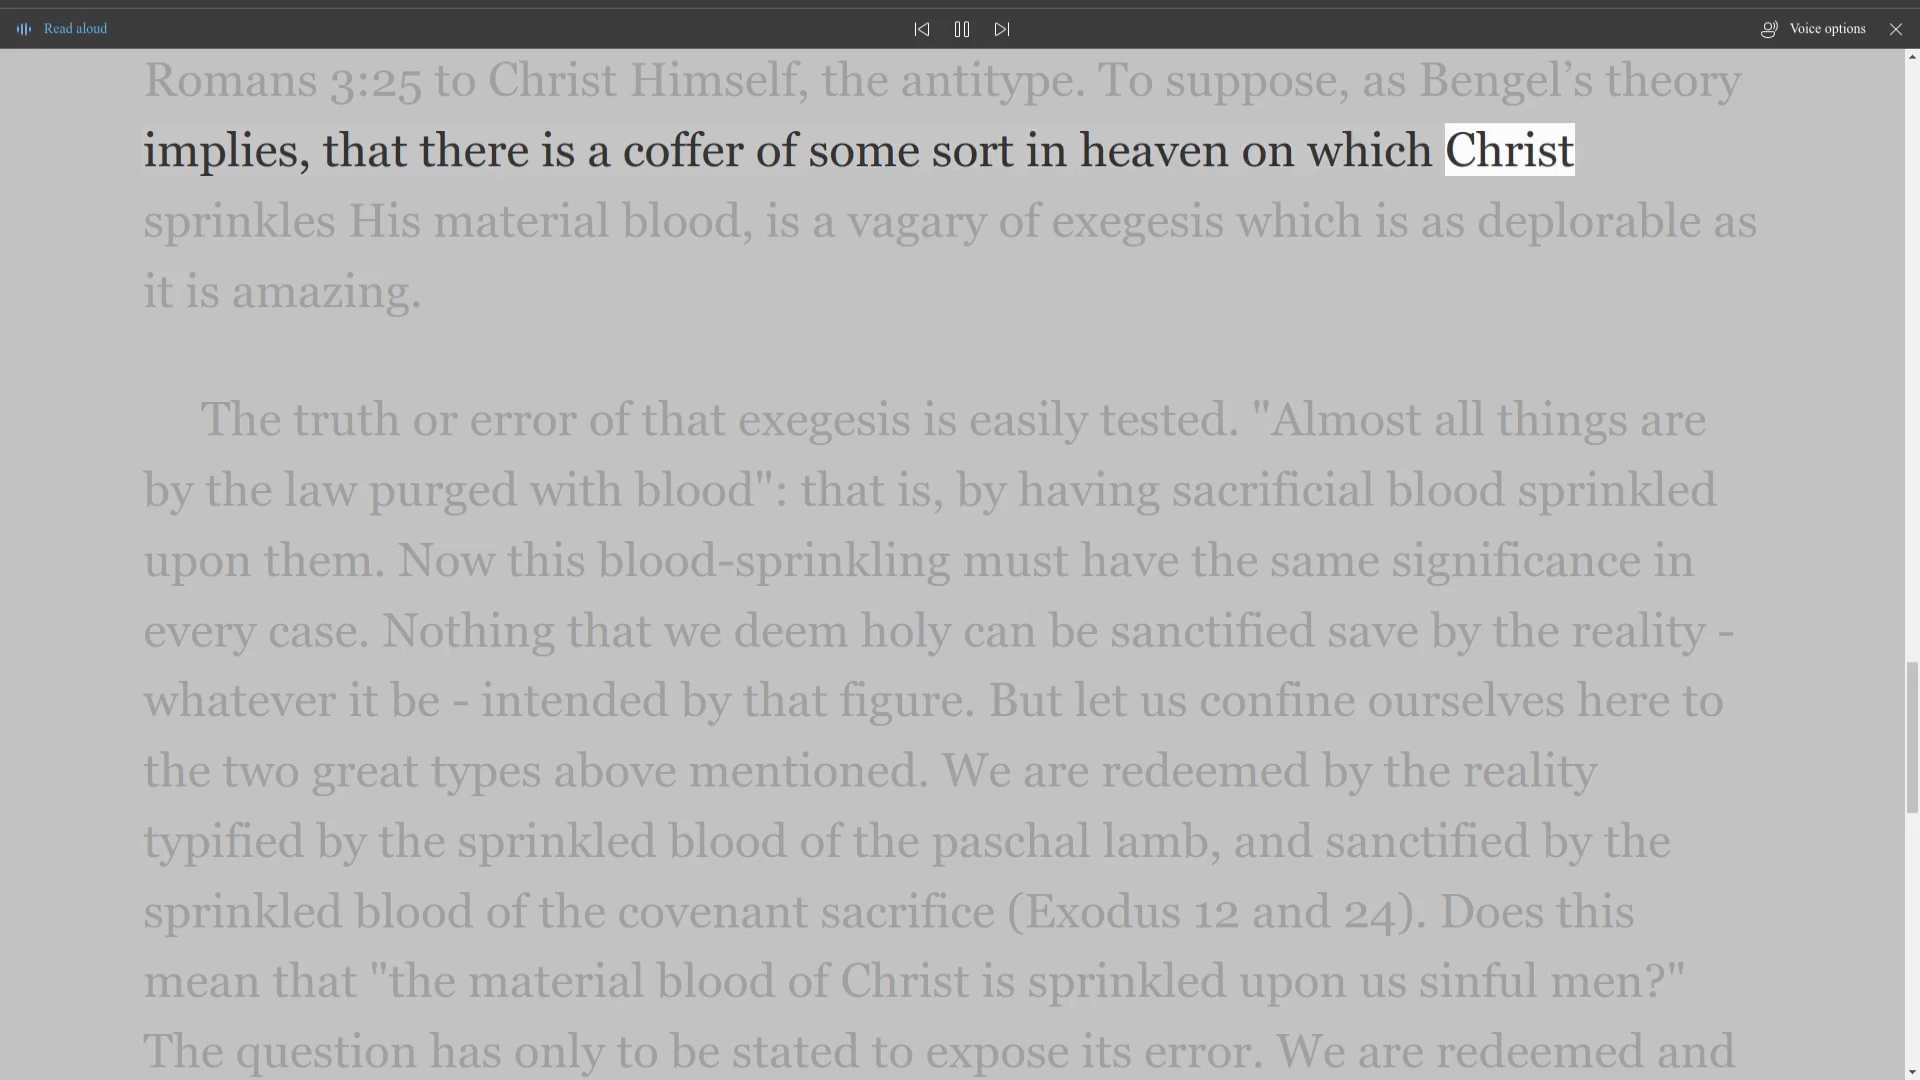 Read aloud
Voice options
Romans 3:25 to Christ Himself, the antitype. To suppose, as Bengel’s theory
implies, that there is a coffer of some sort in heaven on which Christ
sprinkles His material blood, is a vagary of exegesis which is as deplorable as
it is amazing.
The truth or error of that exegesis is easily tested. "Almost all things are
by the law purged with blood": that is, by having sacrificial blood sprinkled
upon them. Now this blood-sprinkling must have the same significance in
every case. Nothing that we deem holy can be sanctified save by the reality -
whatever it be - intended by that figure. But let us confine ourselves here to
the two great types above mentioned. We are redeemed by the reality
typified by the sprinkled blood of the paschal lamb, and sanctified by the
sprinkled blood of the covenant sacrifice (Exodus 12 and 24). Does this
mean that "the material blood of Christ is sprinkled upon us sinful men?"
The question has only to be stated to expose its error. We are redeemed and